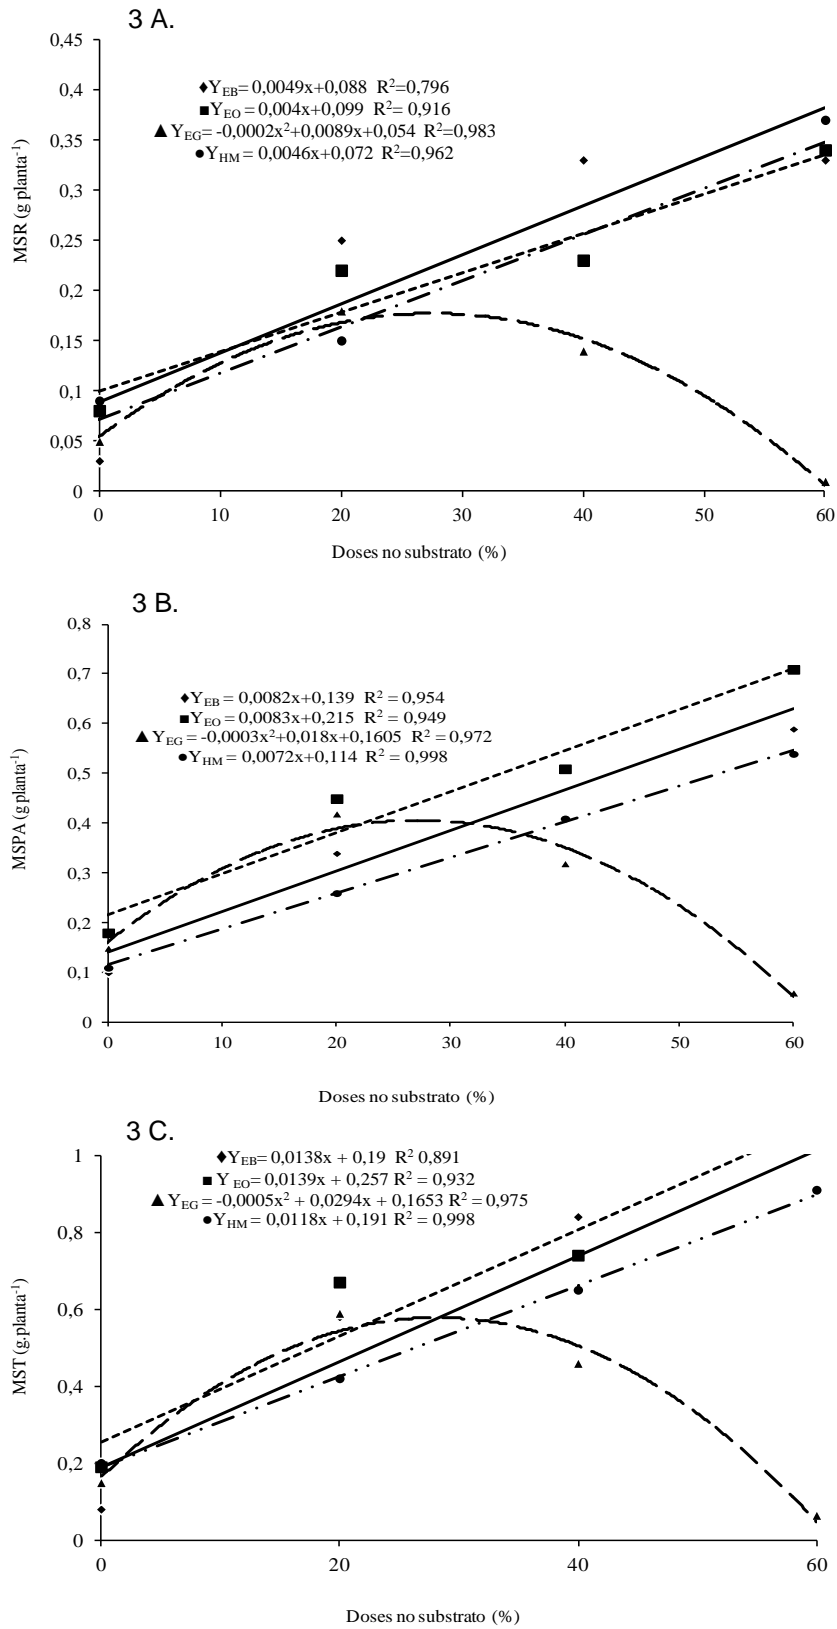 3 A.
0,45
0,4
0,35
0,3
0,25
0,2
0,15
0,1
0,05
0
MSR (g planta⁻¹)
Y_EB= 0,0049x+0,088 R²=0,796
Y_EO= 0,004x+0,099 R²= 0,916
Y_EG= -0,0002x²+0,0089x+0,054 R²=0,983
Y_HM = 0,0046x+0,072 R²=0,962
0 10 20 30 40 50 60
Doses no substrato (%)
3 B.
0,8
0,7
0,6
0,5
0,4
0,3
0,2
0,1
0
MSPA (g planta⁻¹)
Y_EB = 0,0082x+0,139 R² = 0,954
Y_EO = 0,0083x+0,215 R² = 0,949
Y_EG = -0,0003x²+0,018x+0,1605 R² = 0,972
Y_HM = 0,0072x+0,114 R² = 0,998
0 10 20 30 40 50 60
Doses no substrato (%)
3 C.
1
0,8
0,6
0,4
0,2
0
MST (g.planta⁻¹)
Y_EB= 0,0138x + 0,19 R² 0,891
Y_EO= 0,0139x + 0,257 R² = 0,932
Y_EG = -0,0005x² + 0,0294x + 0,1653 R² = 0,975
Y_HM = 0,0118x + 0,191 R² = 0,998
0 20 40 60
Doses no substrato (%)